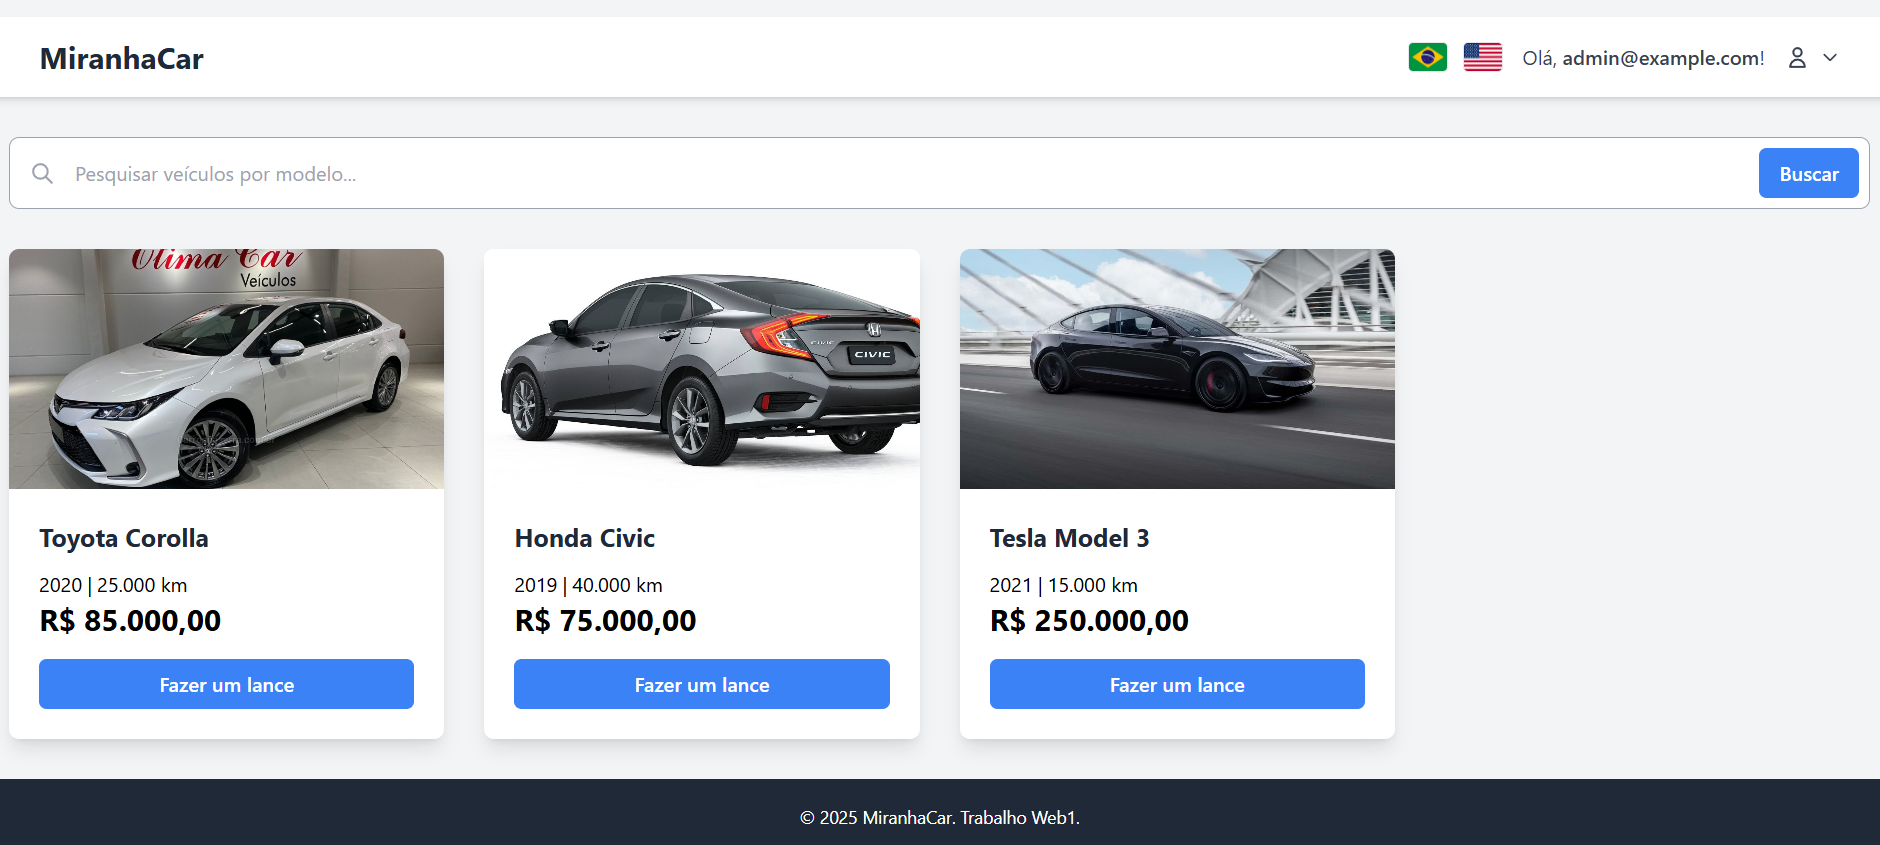 MiranhaCar
Olá, admin@example.com!
Pesquisar veículos por modelo...
Buscar
Otima Car
Veículos
CIVIC
CIVIC
Toyota Corolla
2020 | 25.000 km
R$ 85.000,00
Fazer um lance
Honda Civic
2019 | 40.000 km
R$ 75.000,00
Fazer um lance
Tesla Model 3
2021 | 15.000 km
R$ 250.000,00
Fazer um lance
© 2025 MiranhaCar. Trabalho Web1.